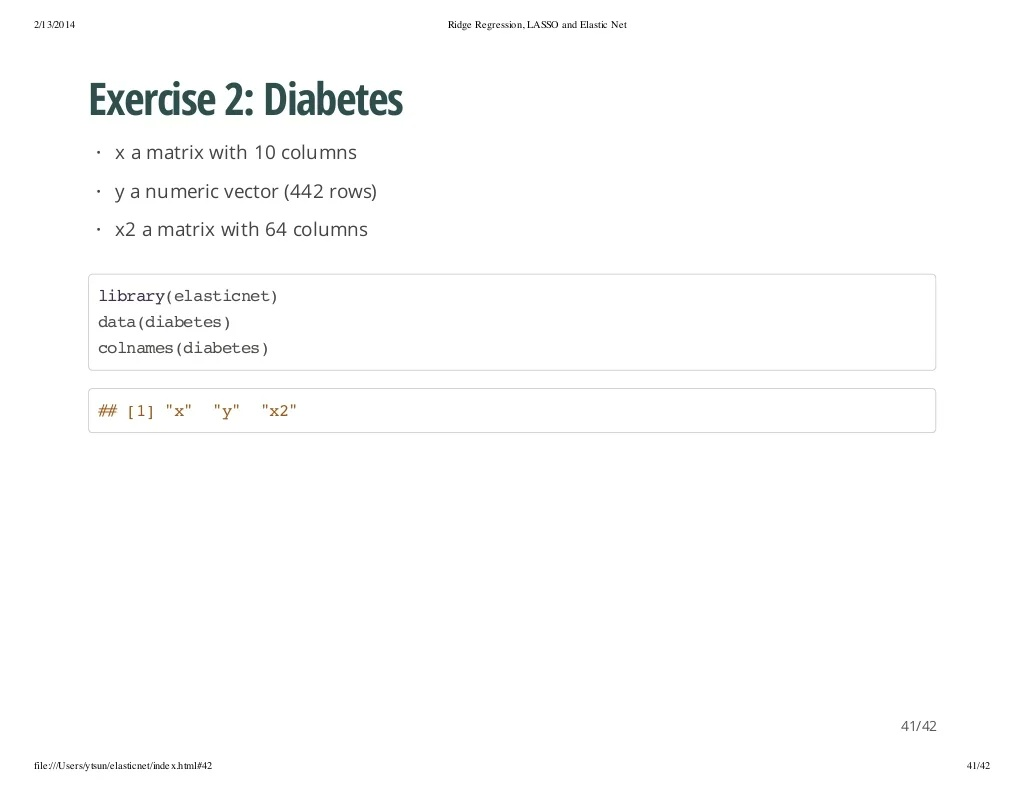 2/13/2014 Ridge Regression, LASSO and Elastic Net
Exercise 2: Diabetes
· x a matrix with 10 columns
· y a numeric vector (442 rows)
· x2 a matrix with 64 columns
library(elasticnet)
data(diabetes)
colnames(diabetes)
## [1] "x"  "y"  "x2"
41/42
file:///Users/ytsun/elasticnet/index.html#42 41/42